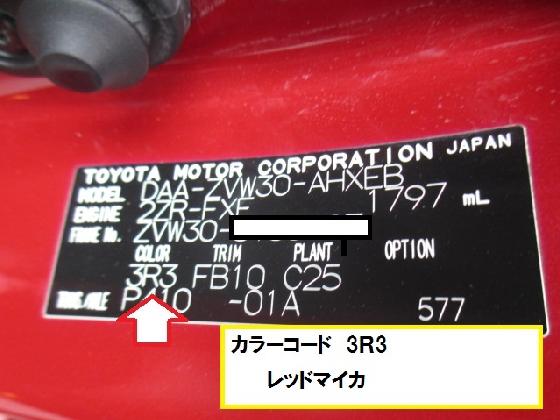 TOYOTA MOTOR CORPORATION JAPAN
MODEL DAA-ZVW30-AHXEB
ENGINE 2ZR-FXE 1797 mL
FRAME No. ZVW30-
COLOR TRIM PLANT OPTION
3R3 FB10 C25
TRANS./AXLE P410 -01A 577
カラーコード 3R3
レッドマイカ